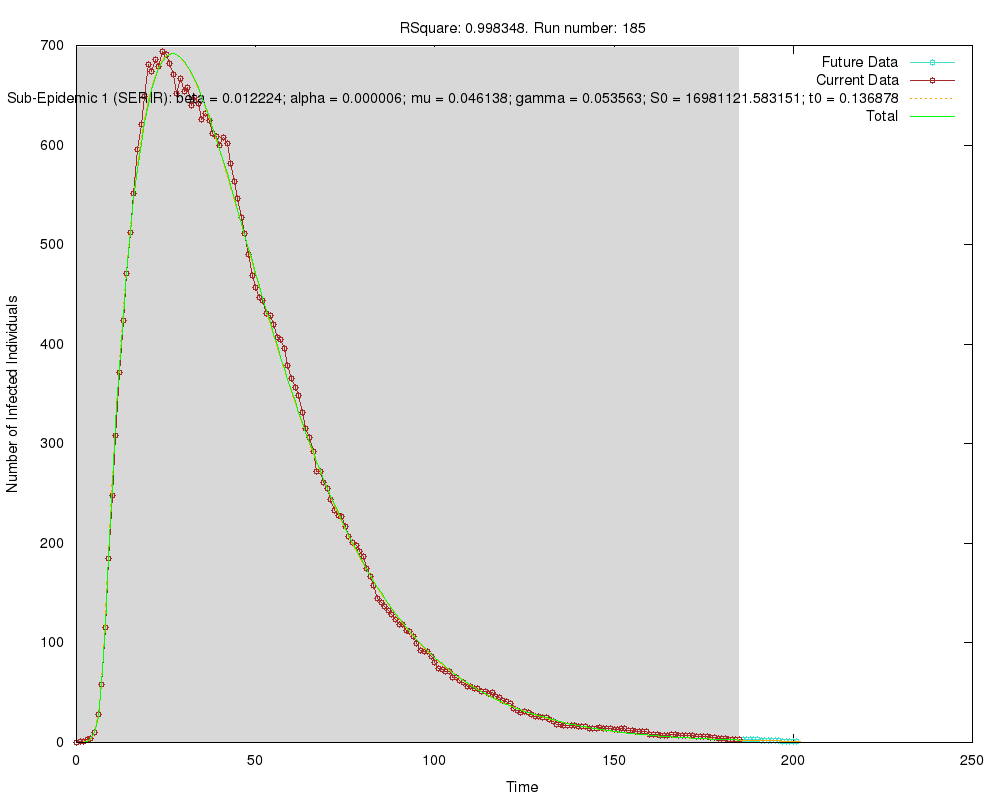 RSquare: 0.998348. Run number: 185
Number of Infected Individuals
700
600
500
400
300
200
100
0
Future Data
Current Data
Sub-Epidemic 1 (SEIR): beta = 0.012224; alpha = 0.000006; mu = 0.046138; gamma = 0.053563; S0 = 16981121.583151; t0 = 0.136878
Total
0 50 100 150 200 250
Time